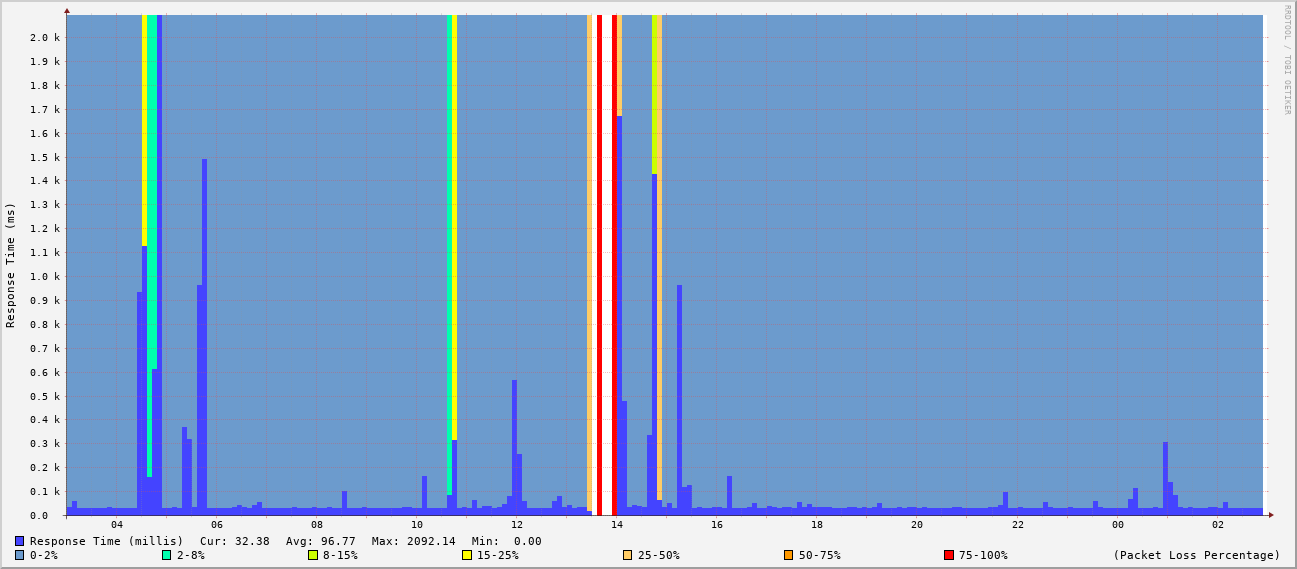 RRDTOOL / TOBI OETIKER
Response Time (ms)
2.0 k
1.9 k
1.8 k
1.7 k
1.6 k
1.5 k
1.4 k
1.3 k
1.2 k
1.1 k
1.0 k
0.9 k
0.8 k
0.7 k
0.6 k
0.5 k
0.4 k
0.3 k
0.2 k
0.1 k
0.0
04 06 08 10 12 14 16 18 20 22 00 02
Response Time (millis) Cur: 32.38 Avg: 96.77 Max: 2092.14 Min: 0.00
0-2% 2-8% 8-15% 15-25% 25-50% 50-75% 75-100% (Packet Loss Percentage)